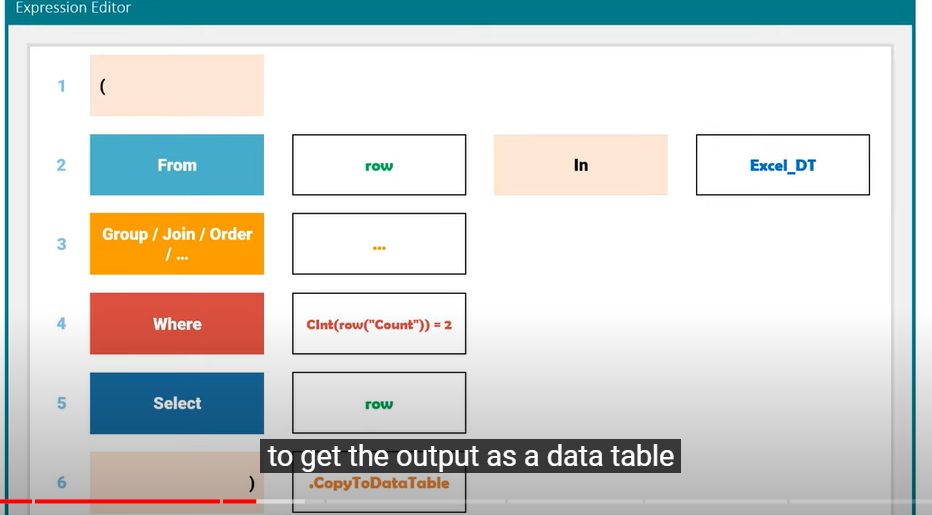 Expression Editor
1 (
2 From row In Excel_DT
3 Group / Join / Order
/ ... ...
4 Where CInt(row("Count")) = 2
5 Select row
to get the output as a data table
6 ) .CopyToDataTable